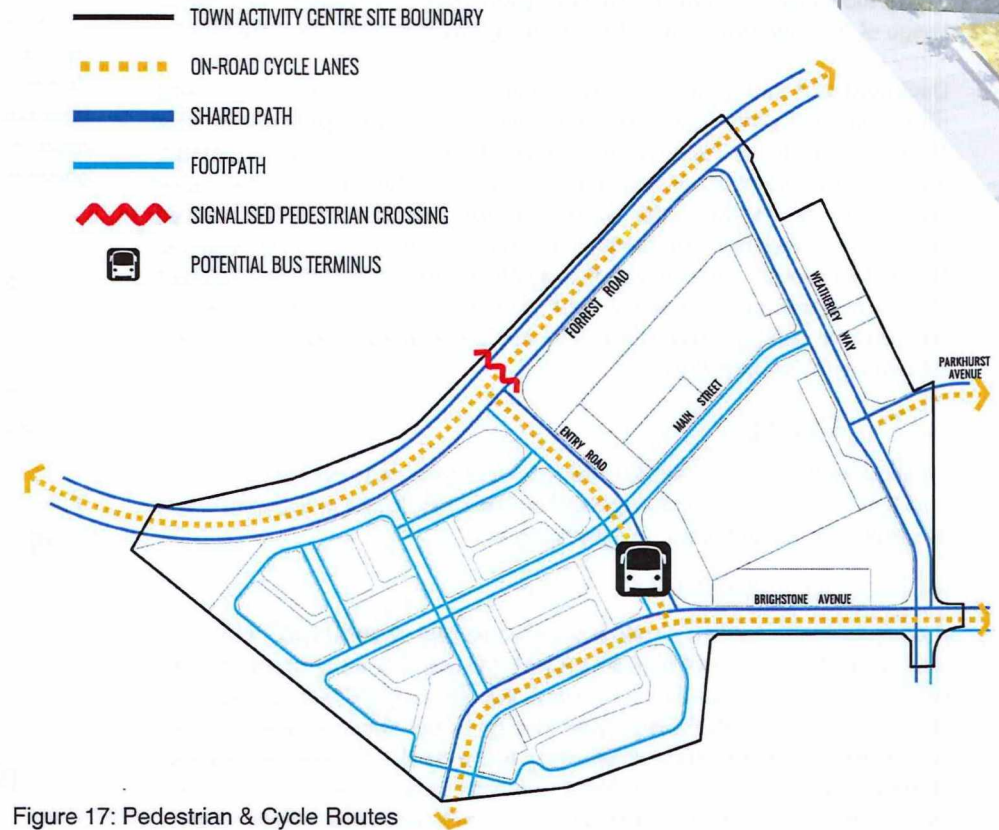 TOWN ACTIVITY CENTRE SITE BOUNDARY
ON-ROAD CYCLE LANES
SHARED PATH
FOOTPATH
SIGNALISED PEDESTRIAN CROSSING
POTENTIAL BUS TERMINUS
FORREST ROAD
WEATHERLEY WAY
PARKHURST
AVENUE
MAIN STREET
ENTRY ROAD
BRIGHSTONE AVENUE
Figure 17: Pedestrian & Cycle Routes